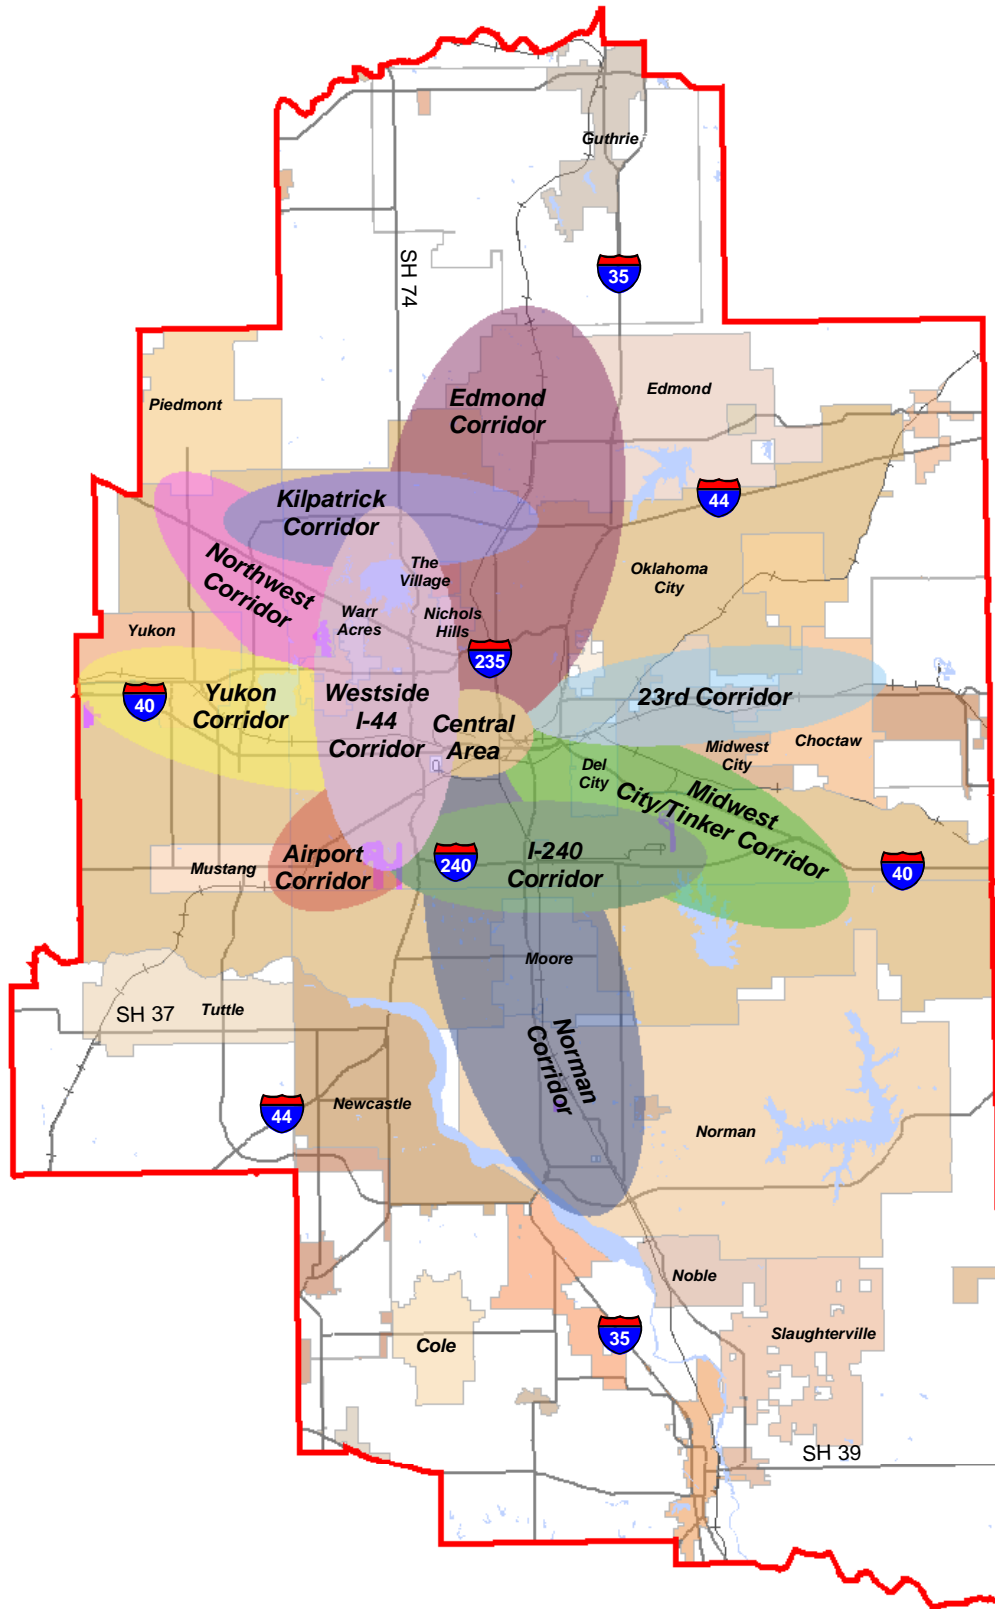 Guthrie
SH 74
35
Edmond
Corridor
Edmond
Piedmont
Kilpatrick
Corridor
44
Northwest
Corridor
The
Village
Oklahoma
City
Warr
Acres
Nichols
Hills
Yukon
235
40
Yukon
Corridor
Westside
I-44
Corridor
Central
Area
23rd Corridor
Choctaw
Midwest
City
Del
City
Midwest
City/Tinker Corridor
Airport
Corridor
240
I-240
Corridor
Mustang
40
Moore
SH 37
Tuttle
Norman
Corridor
44
Newcastle
Norman
Noble
Slaughterville
35
Cole
SH 39